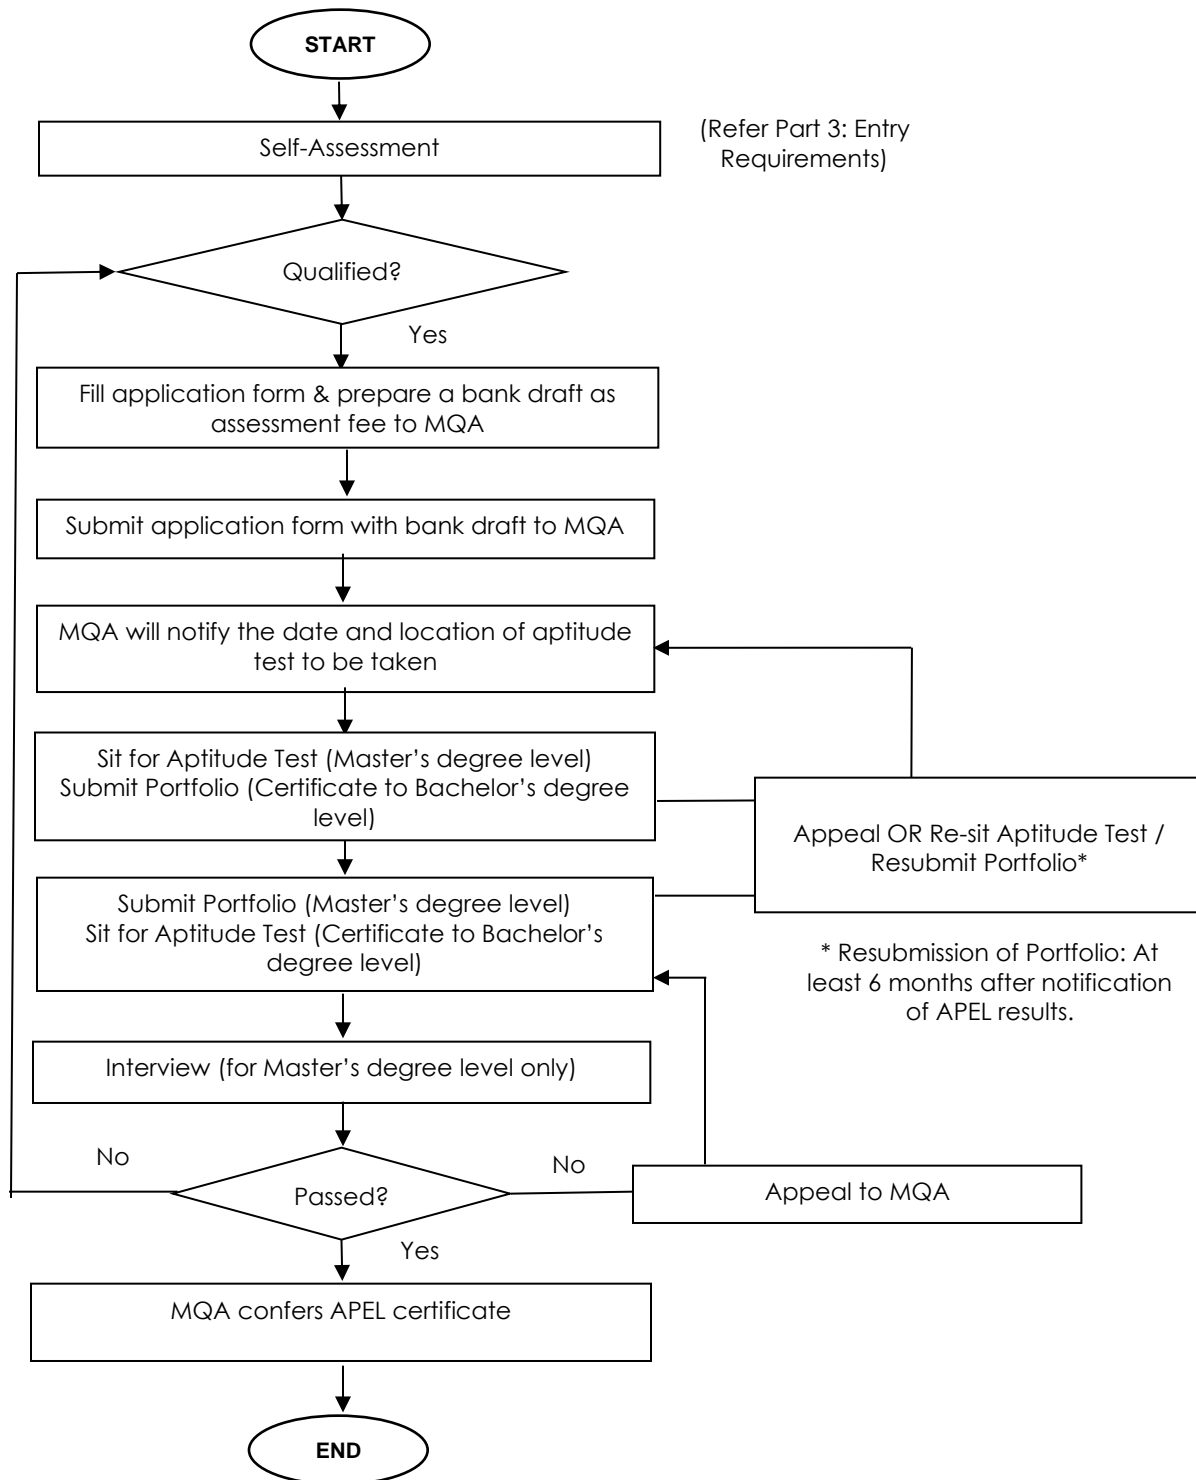 START
Self-Assessment
(Refer Part 3: Entry
Requirements)
Qualified?
Yes
Fill application form & prepare a bank draft as
assessment fee to MQA
Submit application form with bank draft to MQA
MQA will notify the date and location of aptitude
test to be taken
Sit for Aptitude Test (Master’s degree level)
Submit Portfolio (Certificate to Bachelor’s degree
level)
Appeal OR Re-sit Aptitude Test /
Resubmit Portfolio*
Submit Portfolio (Master’s degree level)
Sit for Aptitude Test (Certificate to Bachelor’s
degree level)
* Resubmission of Portfolio: At
least 6 months after notification
of APEL results.
Interview (for Master’s degree level only)
No
Passed?
No
Appeal to MQA
Yes
MQA confers APEL certificate
END